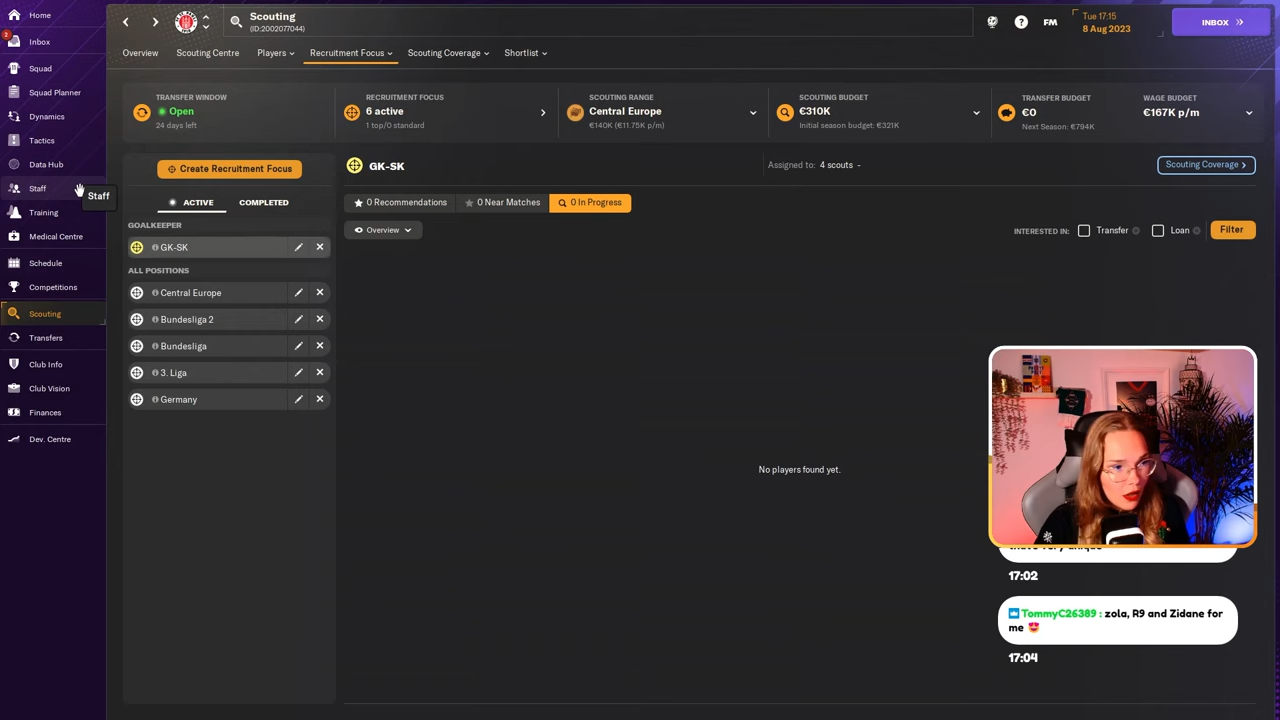 Home
2
Inbox
Squad
Squad Planner
Dynamics
Tactics
Data Hub
Staff
Training
Medical Centre
Schedule
Competitions
Scouting
Transfers
Club Info
Club Vision
Finances
Dev. Centre
Staff
Scouting
(ID:2002077044)
?
FM
Tue 17:15
8 Aug 2023
INBOX
Overview
Scouting Centre
Players
Recruitment Focus
Scouting Coverage
Shortlist
TRANSFER WINDOW
Open
24 days left
RECRUITMENT FOCUS
6 active
1 top/0 standard
SCOUTING RANGE
Central Europe
€140K (€11.75K p/m)
SCOUTING BUDGET
€310K
Initial season budget: €321K
TRANSFER BUDGET
€0
Next Season: €794K
WAGE BUDGET
€167K p/m
Create Recruitment Focus
ACTIVE
COMPLETED
GOALKEEPER
GK-SK
ALL POSITIONS
Central Europe
Bundesliga 2
Bundesliga
3. Liga
Germany
GK-SK
Assigned to: 4 scouts -
Scouting Coverage >
0 Recommendations
0 Near Matches
0 In Progress
Overview
INTERESTED IN:
Transfer
Loan
Filter
No players found yet.
17:02
TommyC26389 : zola, R9 and Zidane for
me 😍
17:04